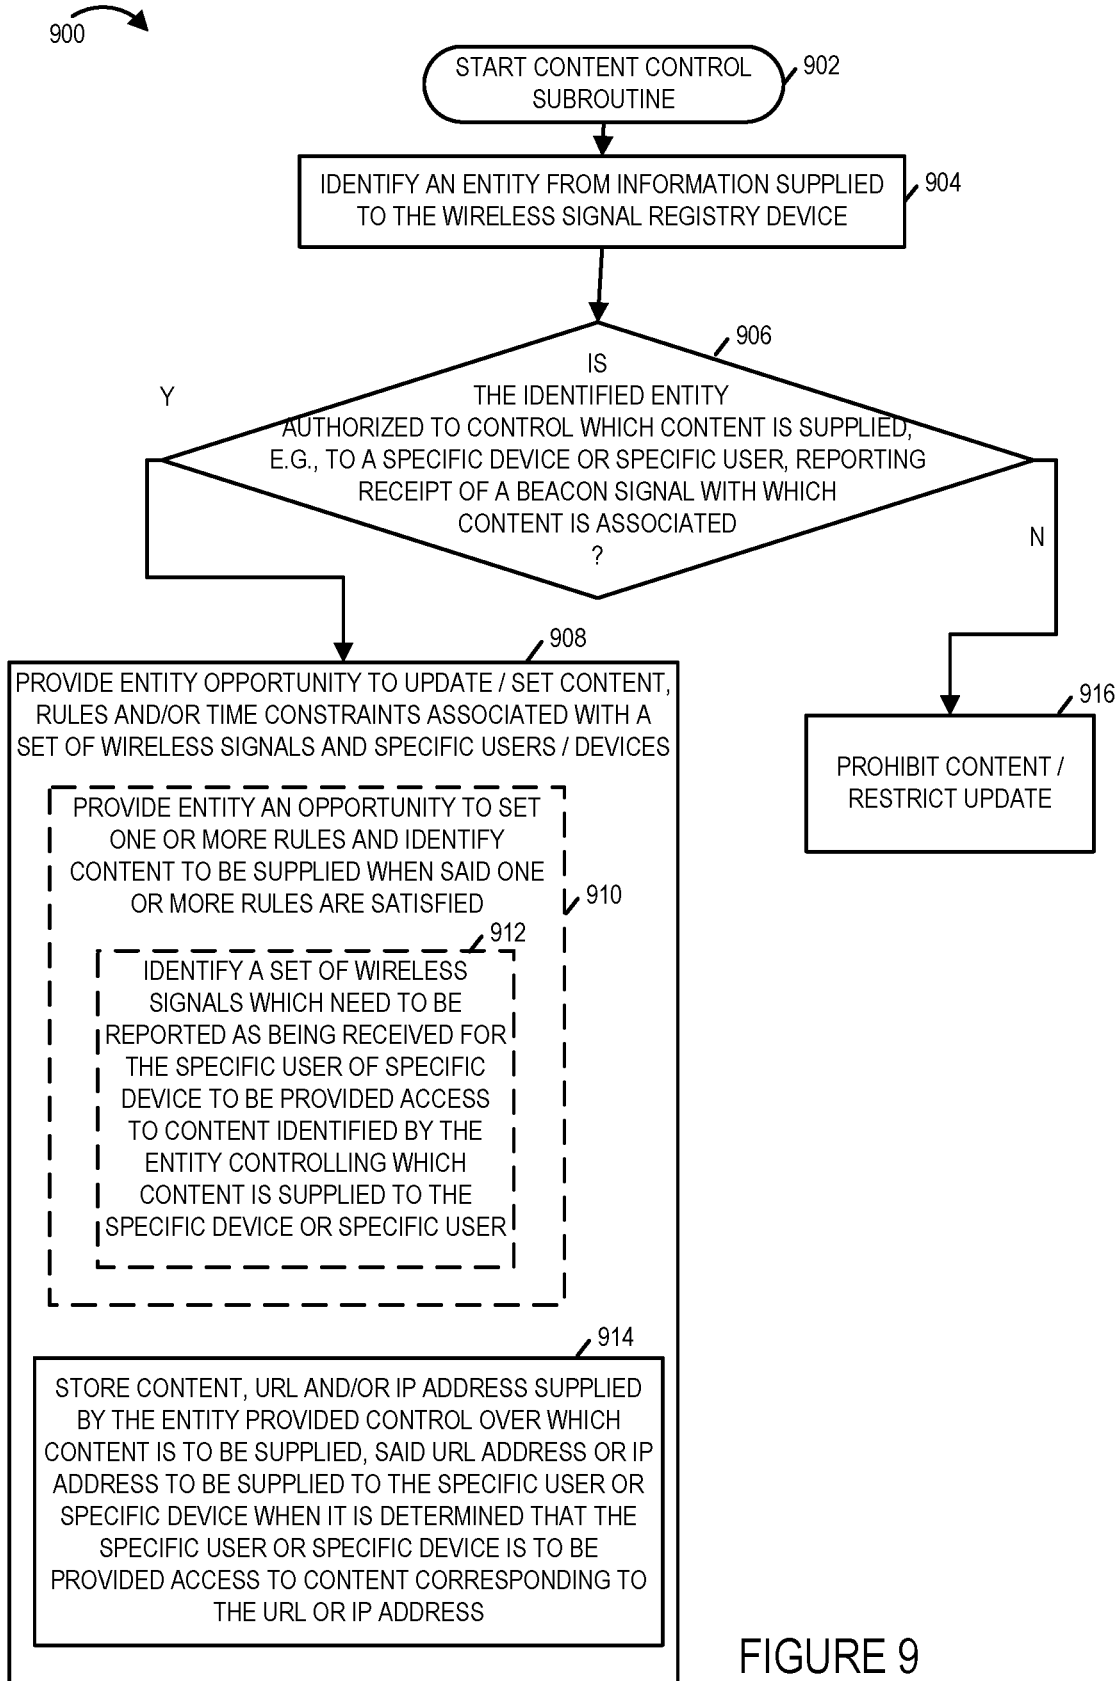 900
START CONTENT CONTROL
SUBROUTINE
902
IDENTIFY AN ENTITY FROM INFORMATION SUPPLIED
TO THE WIRELESS SIGNAL REGISTRY DEVICE
904
906
IS
THE IDENTIFIED ENTITY
AUTHORIZED TO CONTROL WHICH CONTENT IS SUPPLIED,
E.G., TO A SPECIFIC DEVICE OR SPECIFIC USER, REPORTING
RECEIPT OF A BEACON SIGNAL WITH WHICH
CONTENT IS ASSOCIATED
?
Y
N
908
PROVIDE ENTITY OPPORTUNITY TO UPDATE / SET CONTENT,
RULES AND/OR TIME CONSTRAINTS ASSOCIATED WITH A
SET OF WIRELESS SIGNALS AND SPECIFIC USERS / DEVICES
916
PROHIBIT CONTENT /
RESTRICT UPDATE
PROVIDE ENTITY AN OPPORTUNITY TO SET
ONE OR MORE RULES AND IDENTIFY
CONTENT TO BE SUPPLIED WHEN SAID ONE
OR MORE RULES ARE SATISFIED
910
912
IDENTIFY A SET OF WIRELESS
SIGNALS WHICH NEED TO BE
REPORTED AS BEING RECEIVED FOR
THE SPECIFIC USER OF SPECIFIC
DEVICE TO BE PROVIDED ACCESS
TO CONTENT IDENTIFIED BY THE
ENTITY CONTROLLING WHICH
CONTENT IS SUPPLIED TO THE
SPECIFIC DEVICE OR SPECIFIC USER
914
STORE CONTENT, URL AND/OR IP ADDRESS SUPPLIED
BY THE ENTITY PROVIDED CONTROL OVER WHICH
CONTENT IS TO BE SUPPLIED, SAID URL ADDRESS OR IP
ADDRESS TO BE SUPPLIED TO THE SPECIFIC USER OR
SPECIFIC DEVICE WHEN IT IS DETERMINED THAT THE
SPECIFIC USER OR SPECIFIC DEVICE IS TO BE
PROVIDED ACCESS TO CONTENT CORRESPONDING TO
THE URL OR IP ADDRESS
FIGURE 9